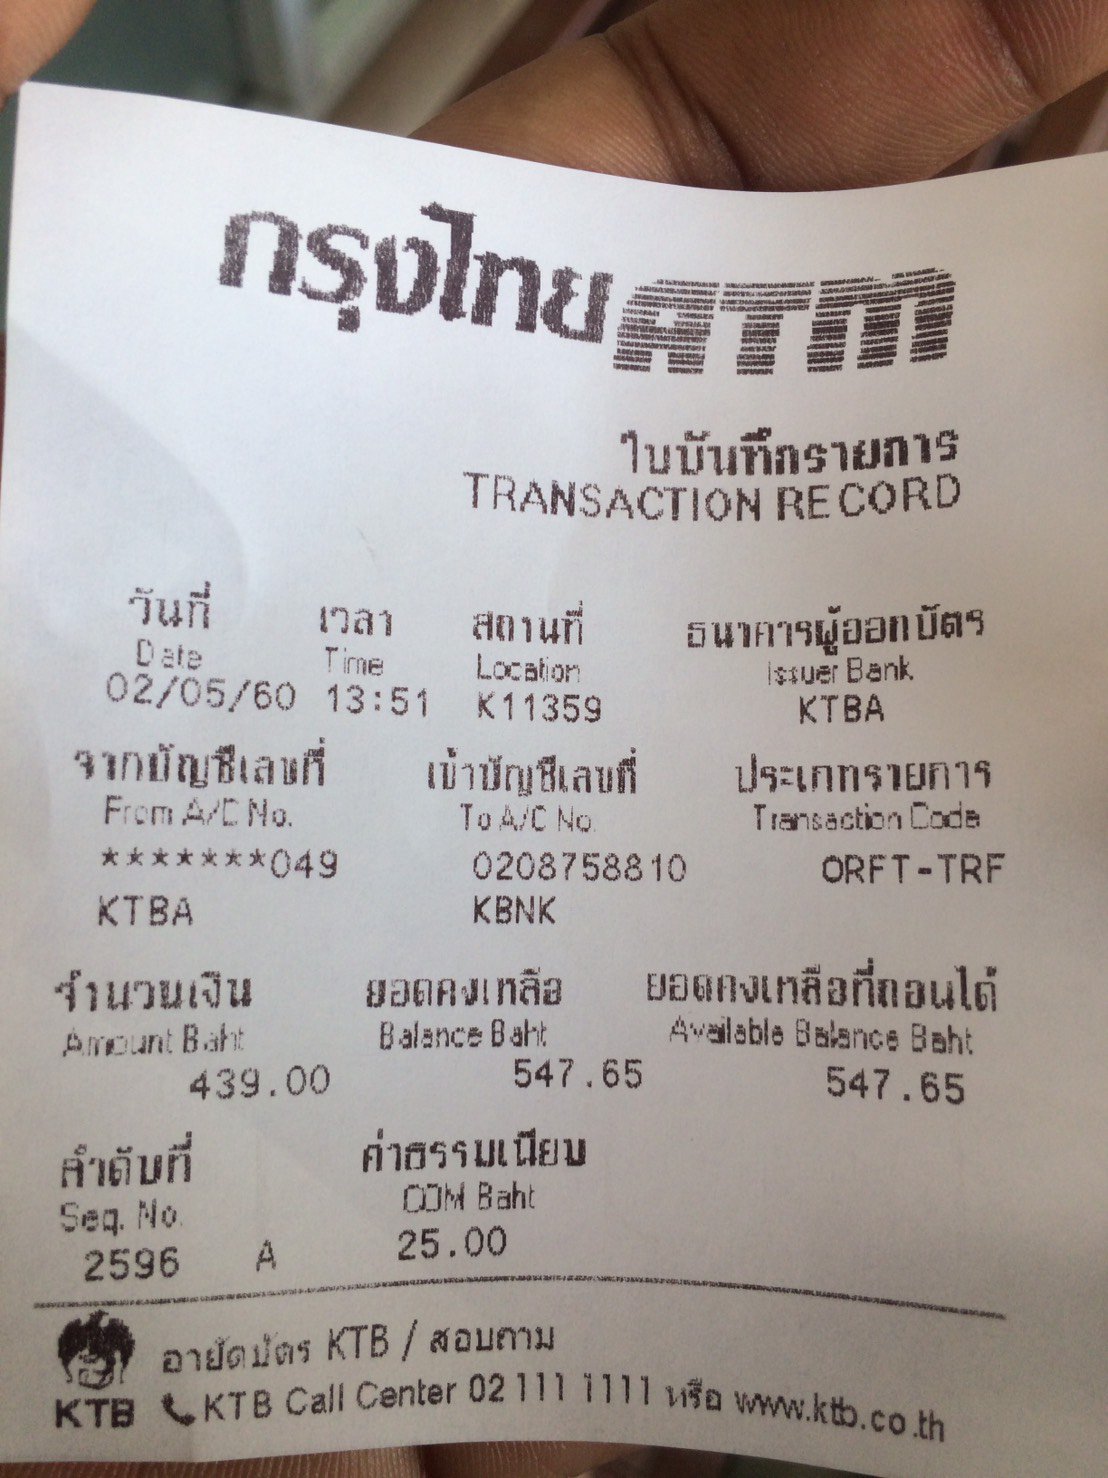 กรุงไทย ATM
ใบบันทึกรายการ
TRANSACTION RECORD
วันที่ เวลา สถานที่ ธนาคารผู้ออกบัตร
Date Time Location Issuer Bank
02/05/60 13:51 K11359 KTBA
จากบัญชีเลขที่ เข้าบัญชีเลขที่ ประเภทรายการ
From A/C No. To A/C No. Transaction Code
*******049 0208758810 ORFT-TRF
KTBA KBNK
จำนวนเงิน ยอดคงเหลือ ยอดคงเหลือที่ถอนได้
Amount Baht Balance Baht Available Balance Baht
439.00 547.65 547.65
ลำดับที่ ค่าธรรมเนียม
Seq. No. COM Baht
2596 A 25.00
อายัดบัตร KTB / สอบถาม
KTB KTB Call Center 02 111 1111 หรือ www.ktb.co.th